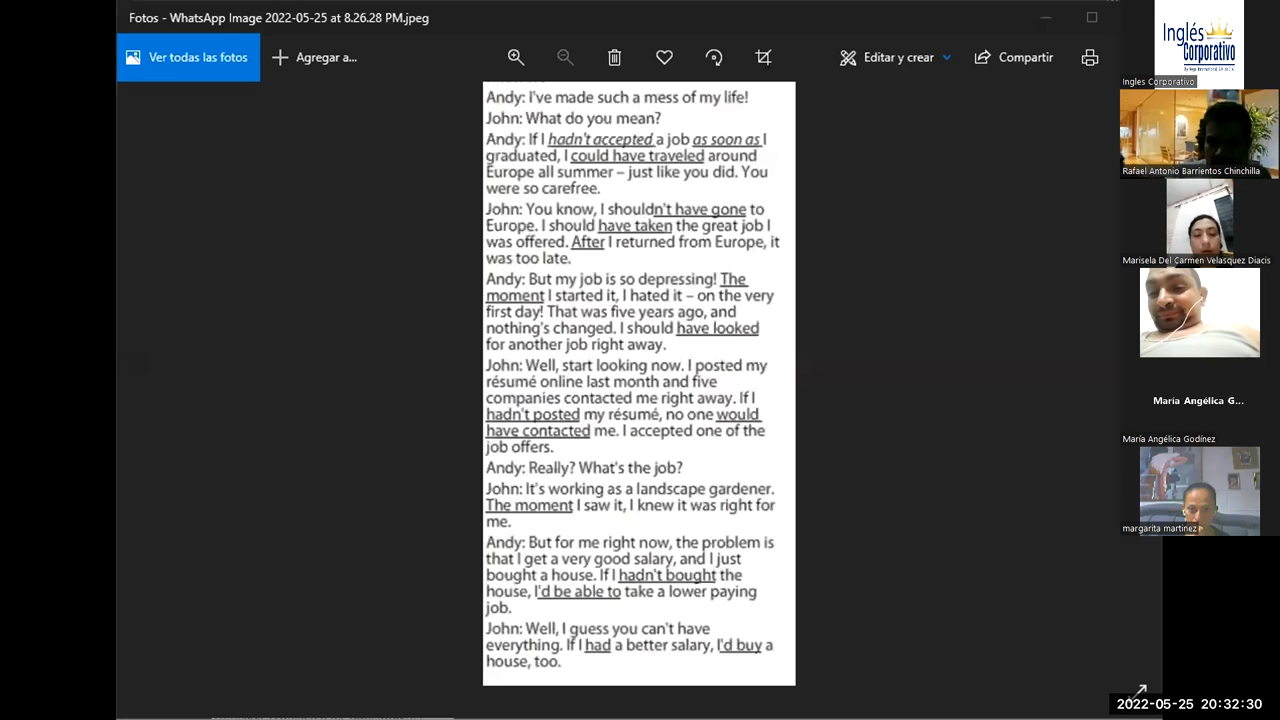 Fotos - WhatsApp Image 2022-05-25 at 8.26.28 PM.jpeg
Ver todas las fotos
Agregar a...
Editar y crear
Compartir
Andy: I've made such a mess of my life!
John: What do you mean?
Andy: If I hadn't accepted a job as soon as I
graduated, I could have traveled around
Europe all summer – just like you did. You
were so carefree.
John: You know, I shouldn't have gone to
Europe. I should have taken the great job I
was offered. After I returned from Europe, it
was too late.
Andy: But my job is so depressing! The
moment I started it, I hated it – on the very
first day! That was five years ago, and
nothing's changed. I should have looked
for another job right away.
John: Well, start looking now. I posted my
résumé online last month and five
companies contacted me right away. If I
hadn't posted my résumé, no one would
have contacted me. I accepted one of the
job offers.
Andy: Really? What's the job?
John: It's working as a landscape gardener.
The moment I saw it, I knew it was right for
me.
Andy: But for me right now, the problem is
that I get a very good salary, and I just
bought a house. If I hadn't bought the
house, I'd be able to take a lower paying
job.
John: Well, I guess you can't have
everything. If I had a better salary, I'd buy a
house, too.
Inglés
Corporativo
Ingles Corporativo
Rafael Antonio Barrientos Chinchilla
Marisela Del Carmen Velasquez Diacis
María Angélica G...
María Angélica Godínez
margarita martinez
2022-05-25 20:32:30